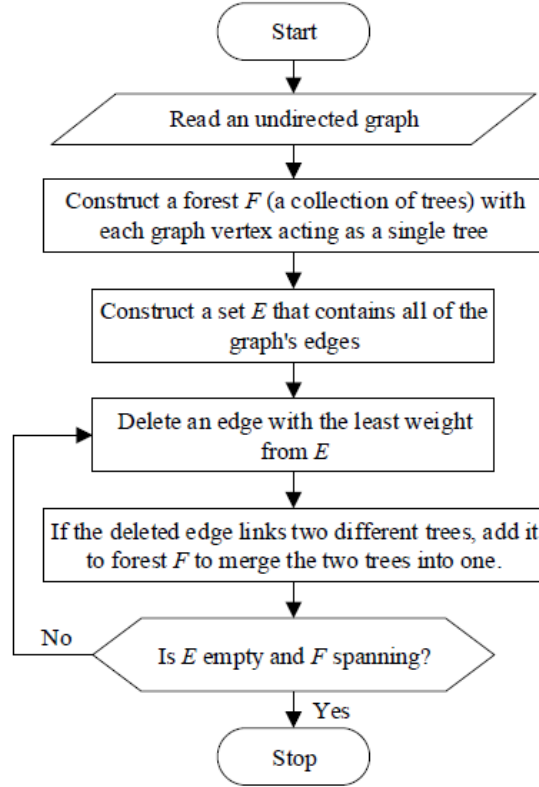 Start
Read an undirected graph
Construct a forest F (a collection of trees) with
each graph vertex acting as a single tree
Construct a set E that contains all of the
graph's edges
Delete an edge with the least weight
from E
If the deleted edge links two different trees, add it
to forest F to merge the two trees into one.
No
Is E empty and F spanning?
Yes
Stop